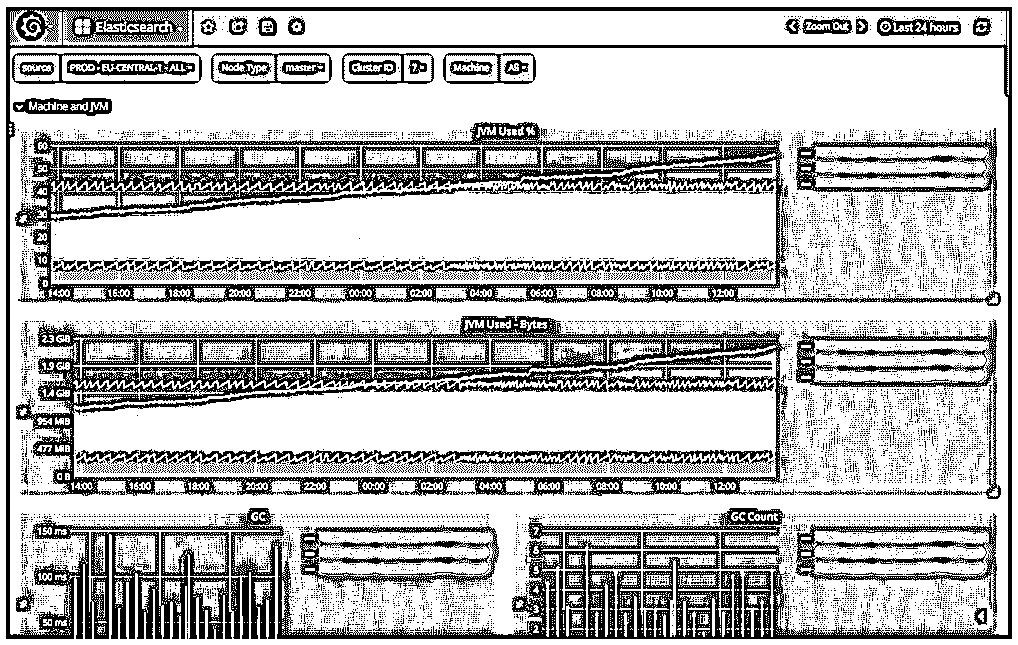 Elasticsearch
Zoom Out
Last 24 hours
source PROD - EU-CENTRAL-1 - ALL Node Type master Cluster ID 7 Machine All
Machine and JVM
JVM Used %
20
10
0
14:00 16:00 18:00 20:00 22:00 00:00 02:00 04:00 06:00 08:00 10:00 12:00
JVM Used - Bytes
2.3 GiB
1.9 GiB
1.4 GiB
954 MiB
477 MiB
0 B
14:00 16:00 18:00 20:00 22:00 00:00 02:00 04:00 06:00 08:00 10:00 12:00
GC
150 ms
100 ms
50 ms
GC Count